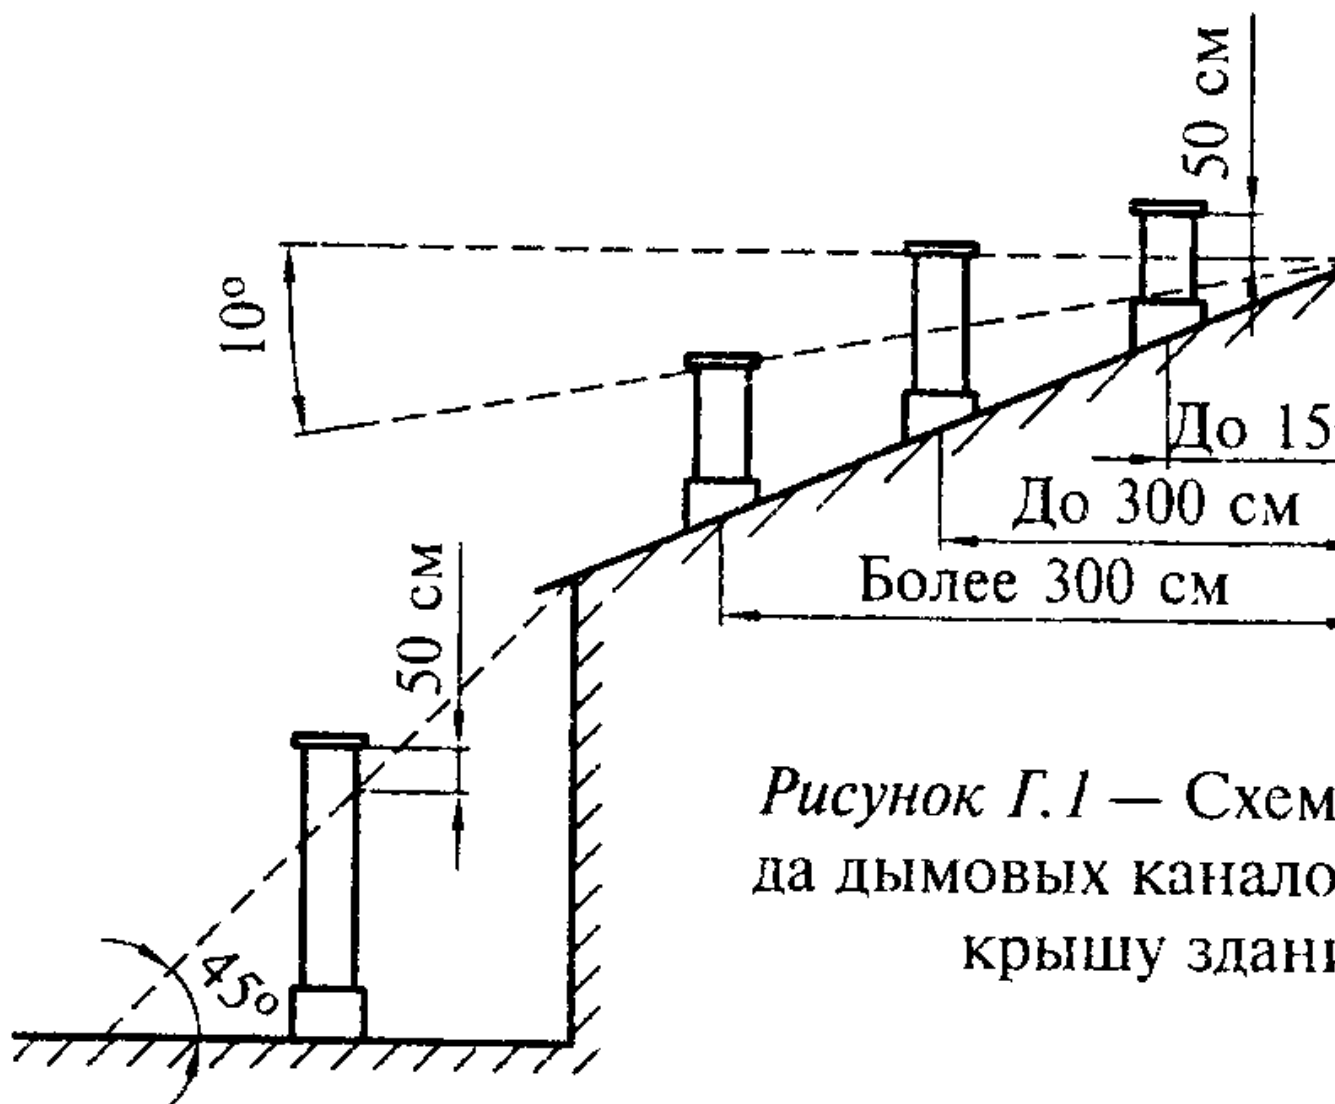 50 см
10°
До 15
До 300 см
Более 300 см
50 см
45°
Рисунок Г.1 — Схем
да дымовых канало
крышу здани